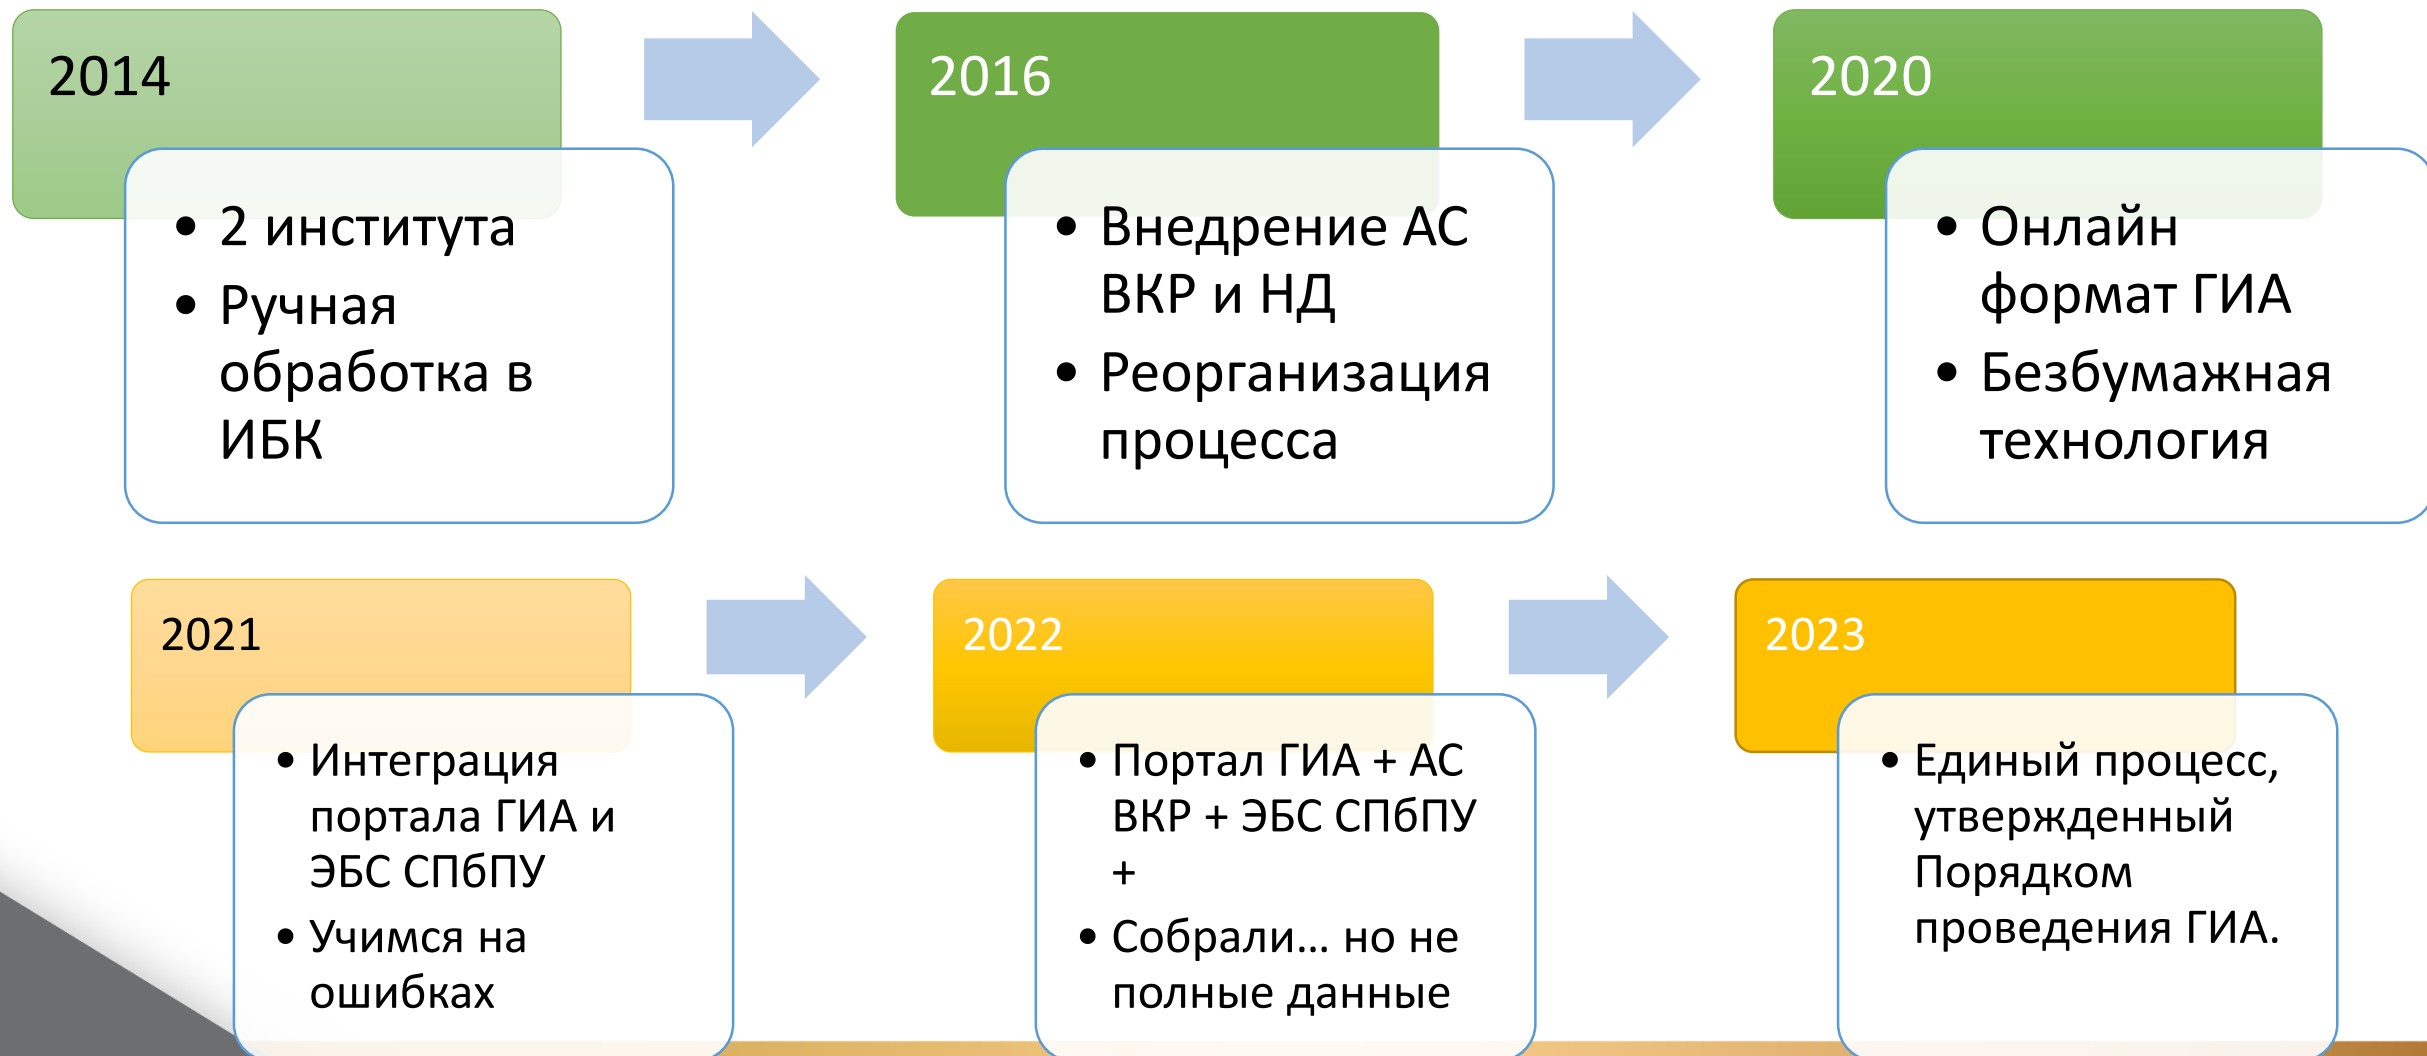 2014
• 2 института
• Ручная
обработка в
ИБК
2016
• Внедрение АС
ВКР и НД
• Реорганизация
процесса
2020
• Онлайн
формат ГИА
• Безбумажная
технология
2021
• Интеграция
портала ГИА и
ЭБС СПбПУ
• Учимся на
ошибках
2022
• Портал ГИА + АС
ВКР + ЭБС СПбПУ
+
• Собрали... но не
полные данные
2023
• Единый процесс,
утвержденный
Порядком
проведения ГИА.